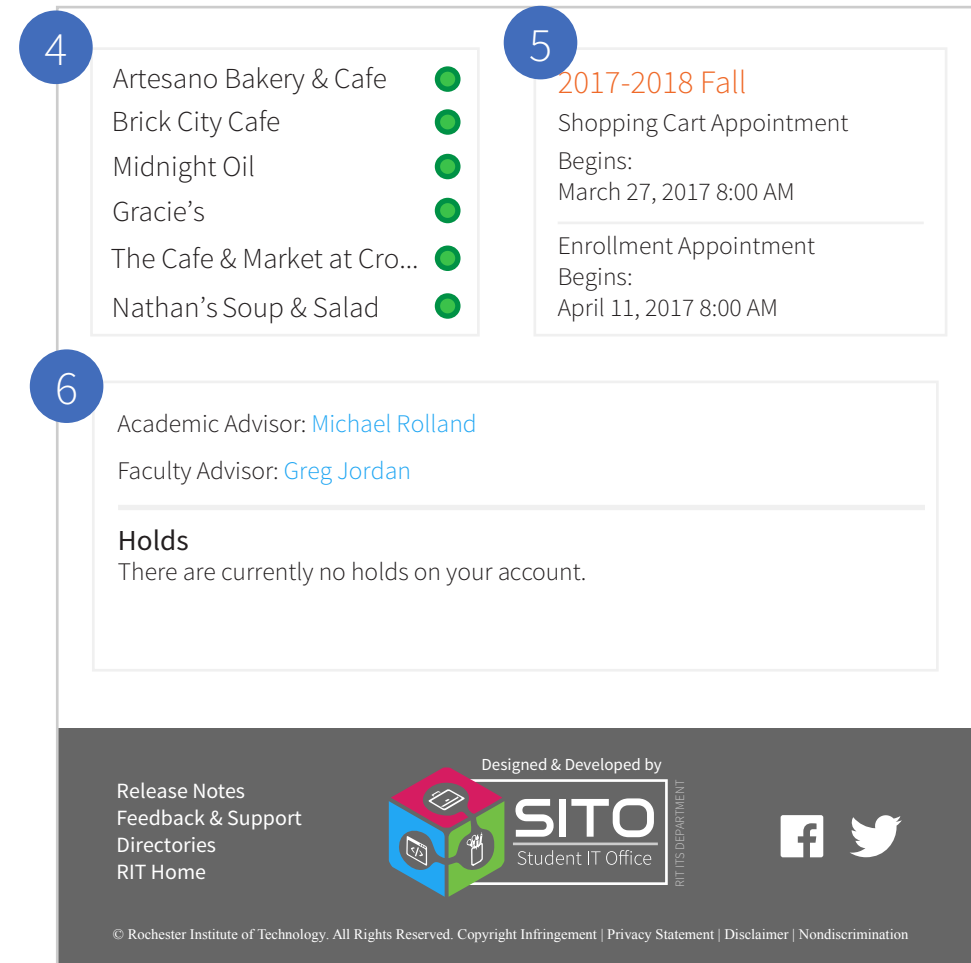 4
Artesano Bakery & Cafe
Brick City Cafe
Midnight Oil
Gracie’s
The Cafe & Market at Cro...
Nathan’s Soup & Salad
5
2017-2018 Fall
Shopping Cart Appointment
Begins:
March 27, 2017 8:00 AM
Enrollment Appointment
Begins:
April 11, 2017 8:00 AM
6
Academic Advisor: Michael Rolland
Faculty Advisor: Greg Jordan
Holds
There are currently no holds on your account.
Release Notes
Feedback & Support
Directories
RIT Home
Designed & Developed by
SITO
Student IT Office
RIT ITS DEPARTMENT
© Rochester Institute of Technology. All Rights Reserved. Copyright Infringement | Privacy Statement | Disclaimer | Nondiscrimination